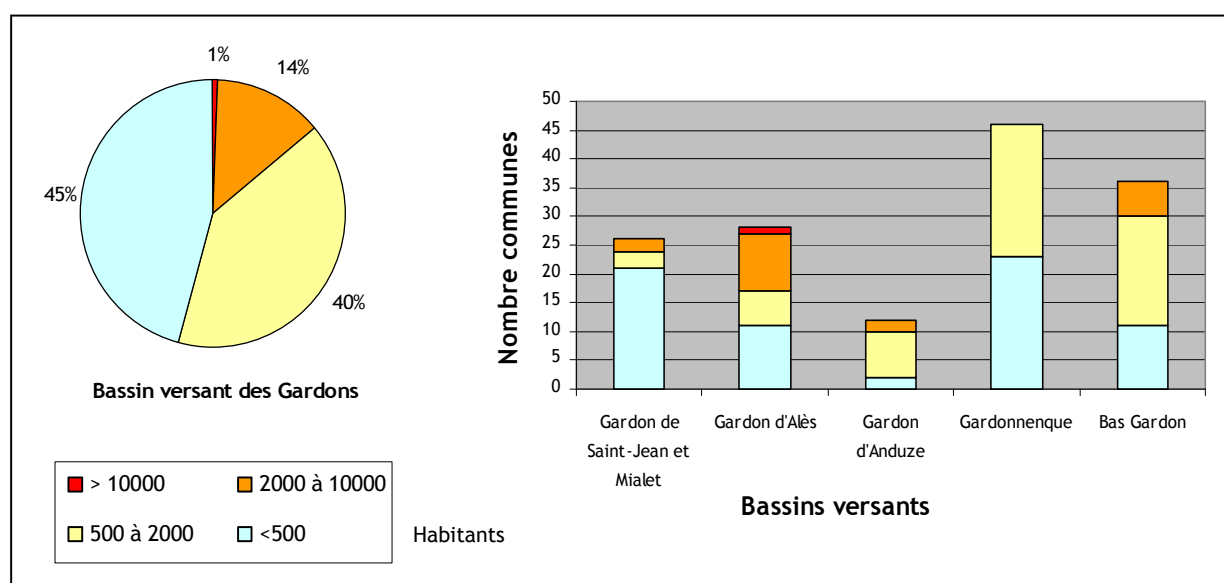 1%
14%
45%
40%
Bassin versant des Gardons
> 10000
2000 à 10000
500 à 2000
<500
Habitants
Nombre communes
50
45
40
35
30
25
20
15
10
5
0
Gardon de
Saint-Jean et
Mialet
Gardon d'Alès
Gardon
d'Anduze
Gardonnenque
Bas Gardon
Bassins versants